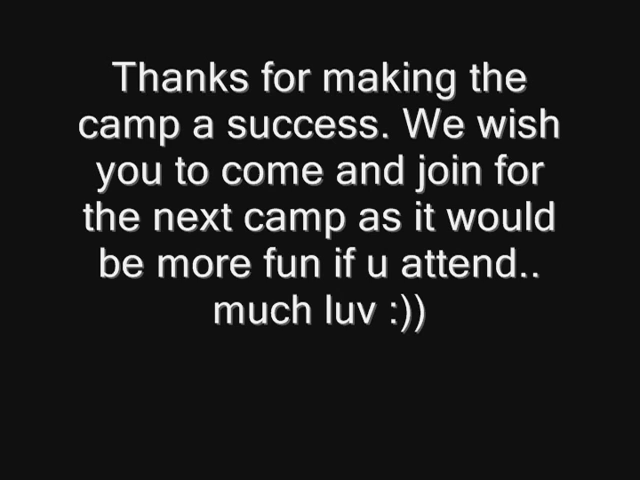 Thanks for making the
camp a success. We wish
you to come and join for
the next camp as it would
be more fun if u attend..
much luv :))